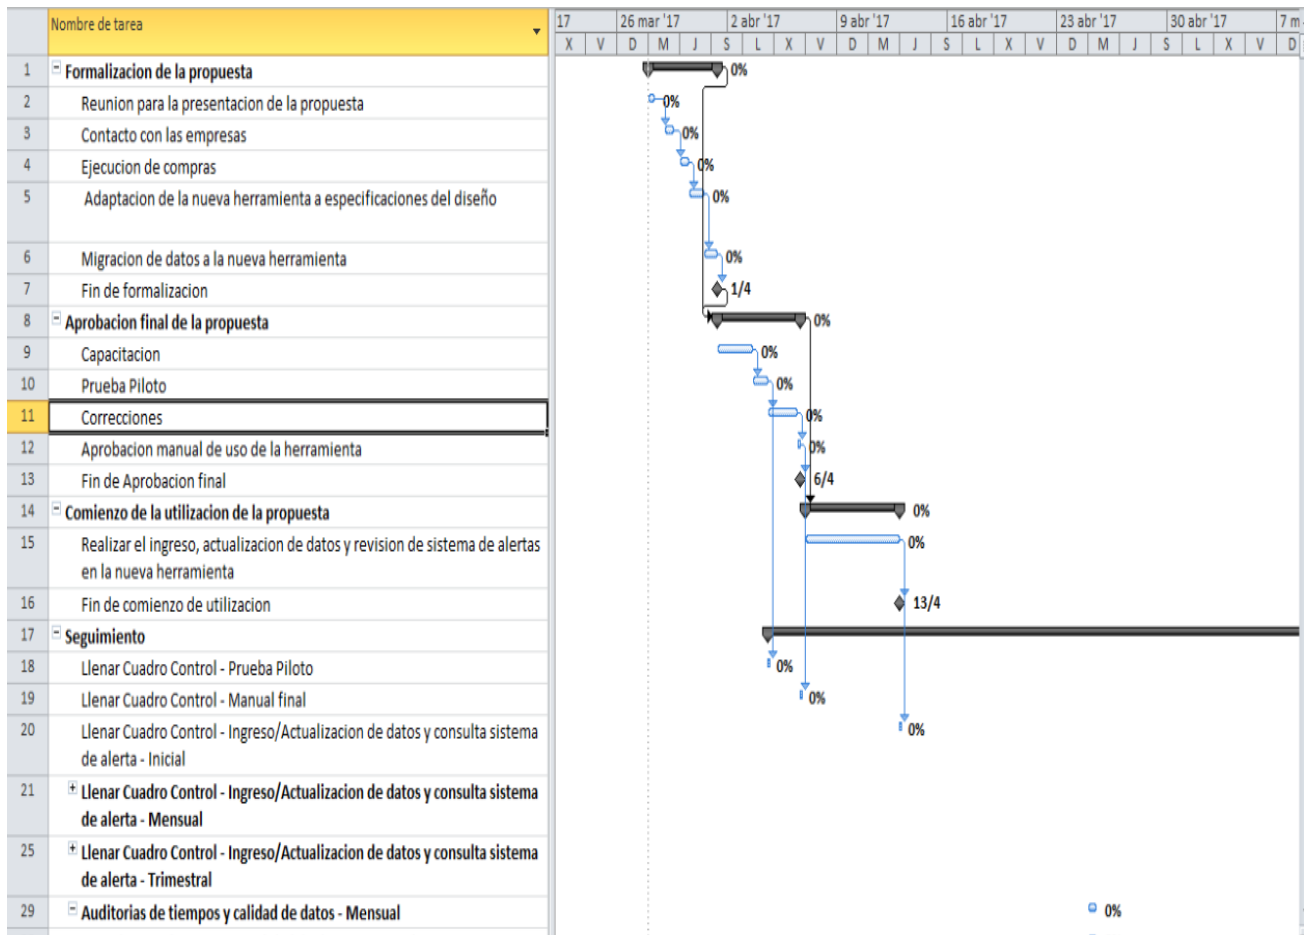 Nombre de tarea
17 26 mar '17 2 abr '17 9 abr '17 16 abr '17 23 abr '17 30 abr '17 7 m
X V D M J S L X V D M J S L X V D M J S L X V D
1 Formalizacion de la propuesta 0%
2 Reunion para la presentacion de la propuesta 0%
3 Contacto con las empresas 0%
4 Ejecucion de compras 0%
5 Adaptacion de la nueva herramienta a especificaciones del diseño 0%
6 Migracion de datos a la nueva herramienta 0%
7 Fin de formalizacion 1/4
8 Aprobacion final de la propuesta 0%
9 Capacitacion 0%
10 Prueba Piloto 0%
11 Correcciones 0%
12 Aprobacion manual de uso de la herramienta 0%
13 Fin de Aprobacion final 6/4
14 Comienzo de la utilizacion de la propuesta 0%
15 Realizar el ingreso, actualizacion de datos y revision de sistema de alertas 0%
en la nueva herramienta
16 Fin de comienzo de utilizacion 13/4
17 Seguimiento
18 Llenar Cuadro Control - Prueba Piloto 0%
19 Llenar Cuadro Control - Manual final 0%
20 Llenar Cuadro Control - Ingreso/Actualizacion de datos y consulta sistema 0%
de alerta - Inicial
21 Llenar Cuadro Control - Ingreso/Actualizacion de datos y consulta sistema
de alerta - Mensual
25 Llenar Cuadro Control - Ingreso/Actualizacion de datos y consulta sistema
de alerta - Trimestral
29 Auditorias de tiempos y calidad de datos - Mensual 0%